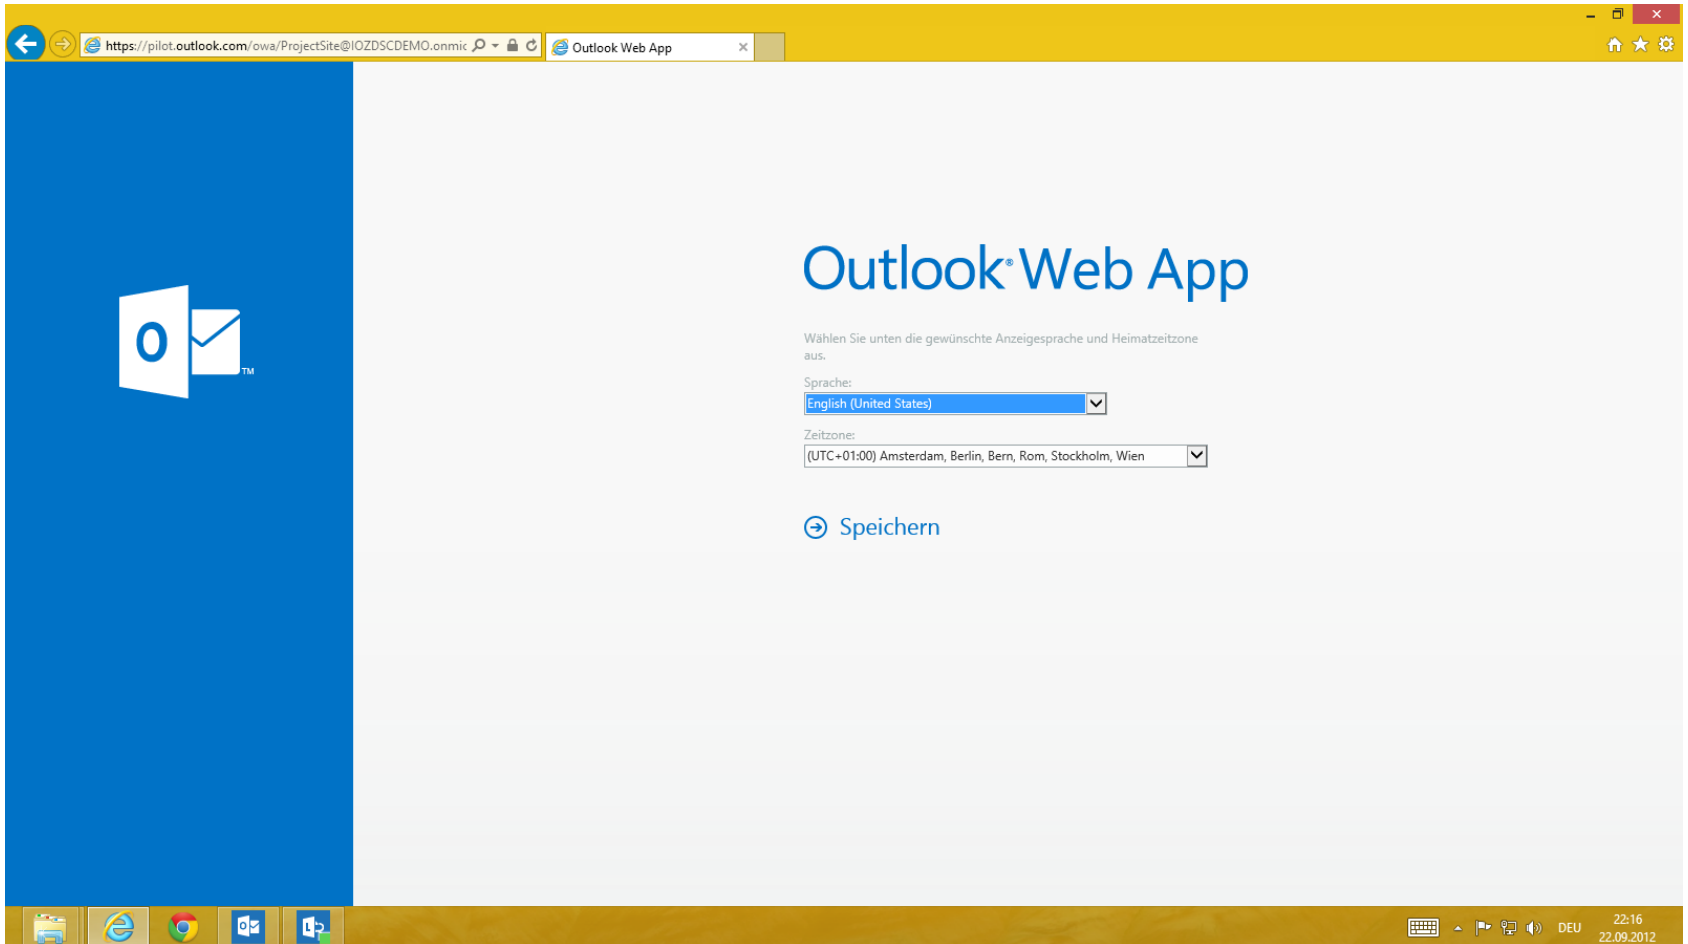 https://pilot.outlook.com/owa/ProjectSite@IOZDSCDEMO.onmic
Outlook Web App
Outlook® Web App
O
TM
Wählen Sie unten die gewünschte Anzeigesprache und Heimatzeitzone
aus.
Sprache:
English (United States)
Zeitzone:
(UTC+01:00) Amsterdam, Berlin, Bern, Rom, Stockholm, Wien
Speichern
DEU
22:16
22.09.2012